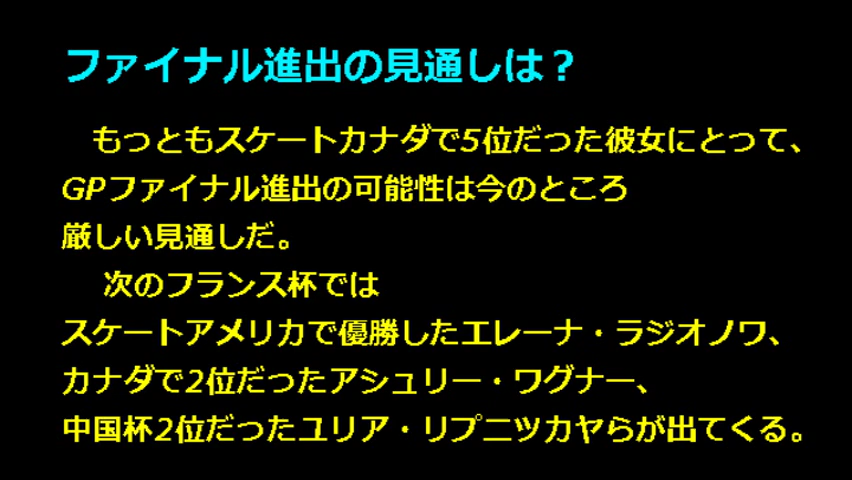 ファイナル進出の見通しは？
もっともスケートカナダで5位だった彼女にとって、
GPファイナル進出の可能性は今のところ
厳しい見通しだ。
次のフランス杯では
スケートアメリカで優勝したエレーナ・ラジオノワ、
カナダで2位だったアシュリー・ワグナー、
中国杯2位だったユリア・リプニツカヤらが出てくる。